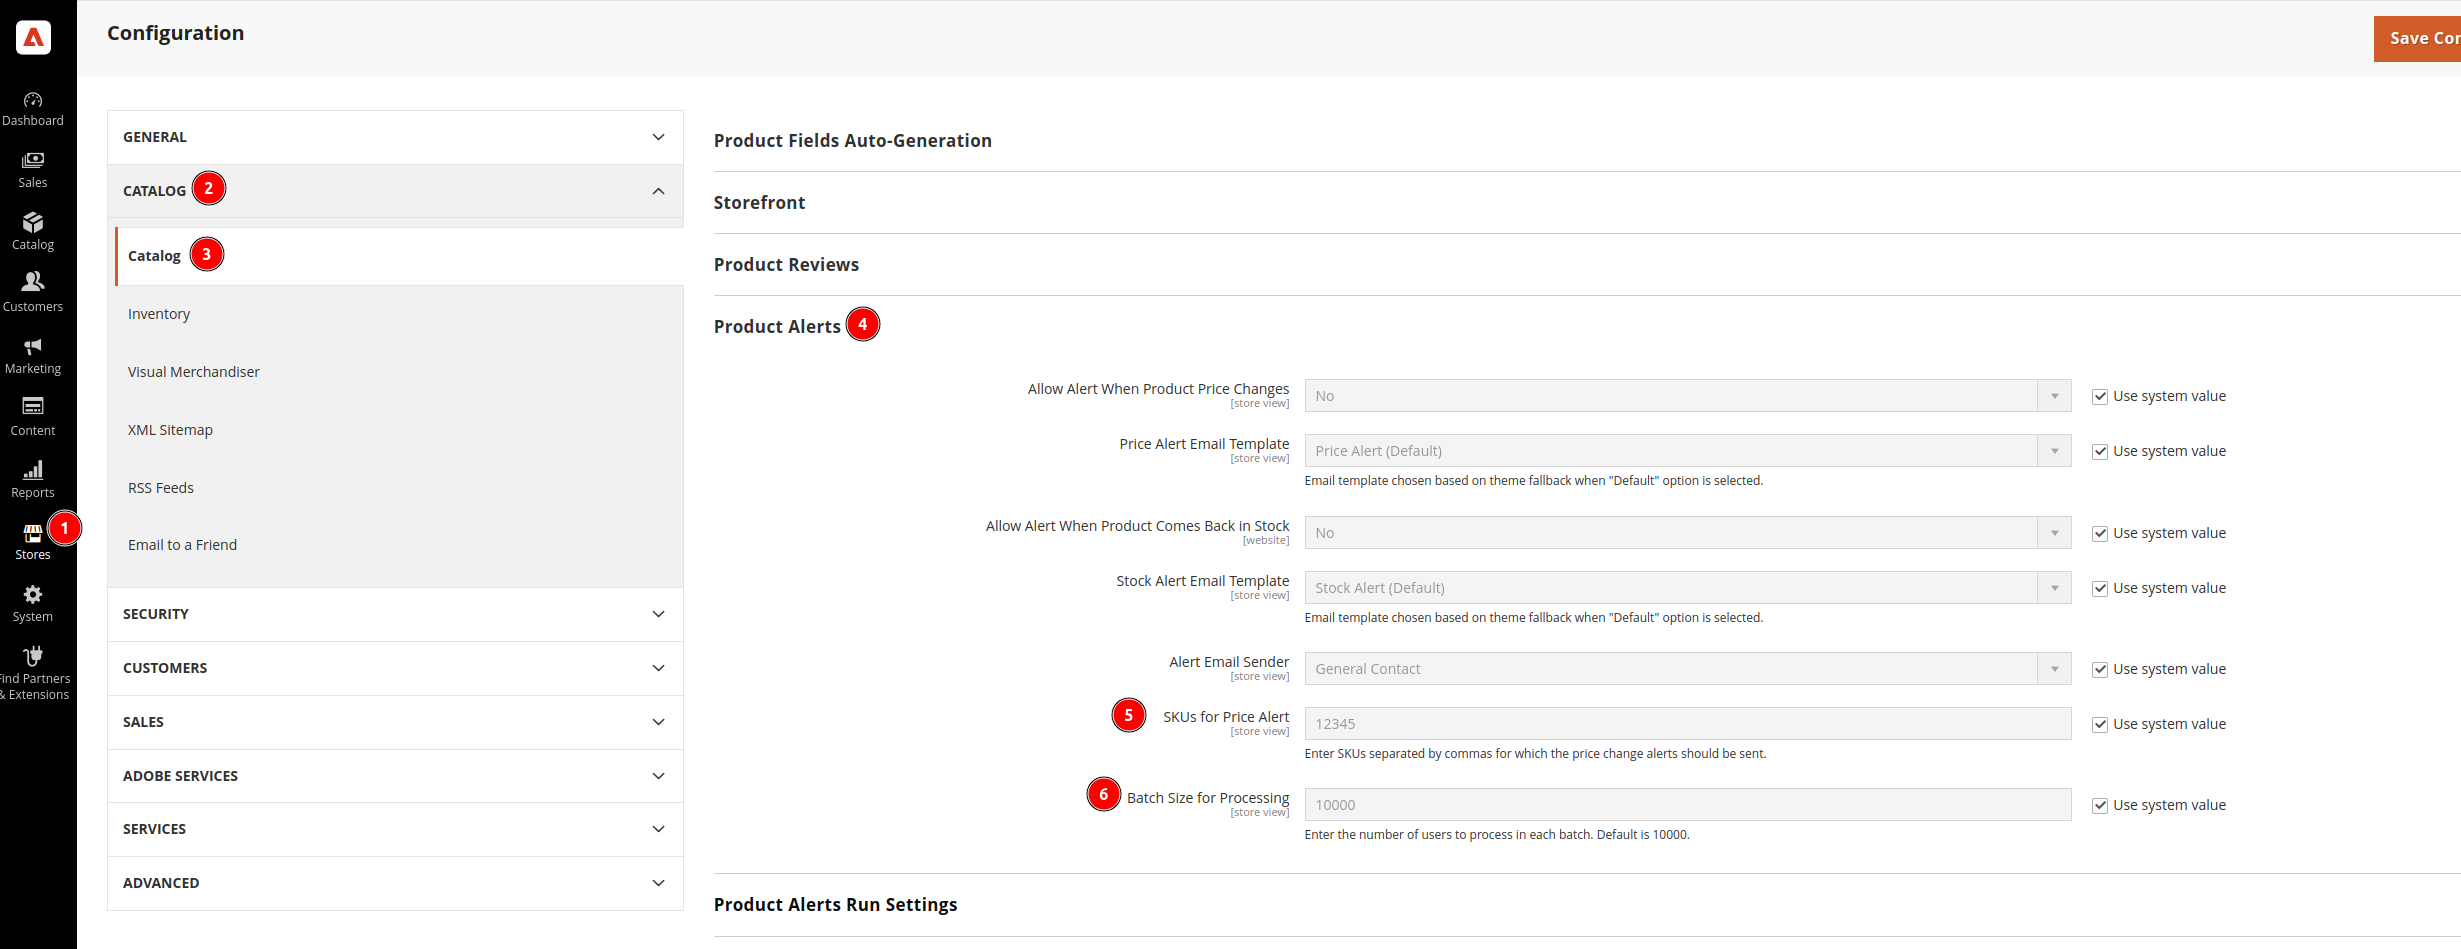 Configuration
Save Con
Dashboard
Sales
Catalog
Customers
Marketing
Content
Reports
1
Stores
System
ind Partners
& Extensions
GENERAL
CATALOG 2
Catalog 3
Inventory
Visual Merchandiser
XML Sitemap
RSS Feeds
Email to a Friend
SECURITY
CUSTOMERS
SALES
ADOBE SERVICES
SERVICES
ADVANCED
Product Fields Auto-Generation
Storefront
Product Reviews
Product Alerts 4
Allow Alert When Product Price Changes No Use system value
[store view]
Price Alert Email Template Price Alert (Default) Use system value
[store view]
Email template chosen based on theme fallback when "Default" option is selected.
Allow Alert When Product Comes Back in Stock No Use system value
[website]
Stock Alert Email Template Stock Alert (Default) Use system value
[store view]
Email template chosen based on theme fallback when "Default" option is selected.
Alert Email Sender General Contact Use system value
[store view]
5 SKUs for Price Alert 12345 Use system value
[store view]
Enter SKUs separated by commas for which the price change alerts should be sent.
6 Batch Size for Processing 10000 Use system value
[store view]
Enter the number of users to process in each batch. Default is 10000.
Product Alerts Run Settings